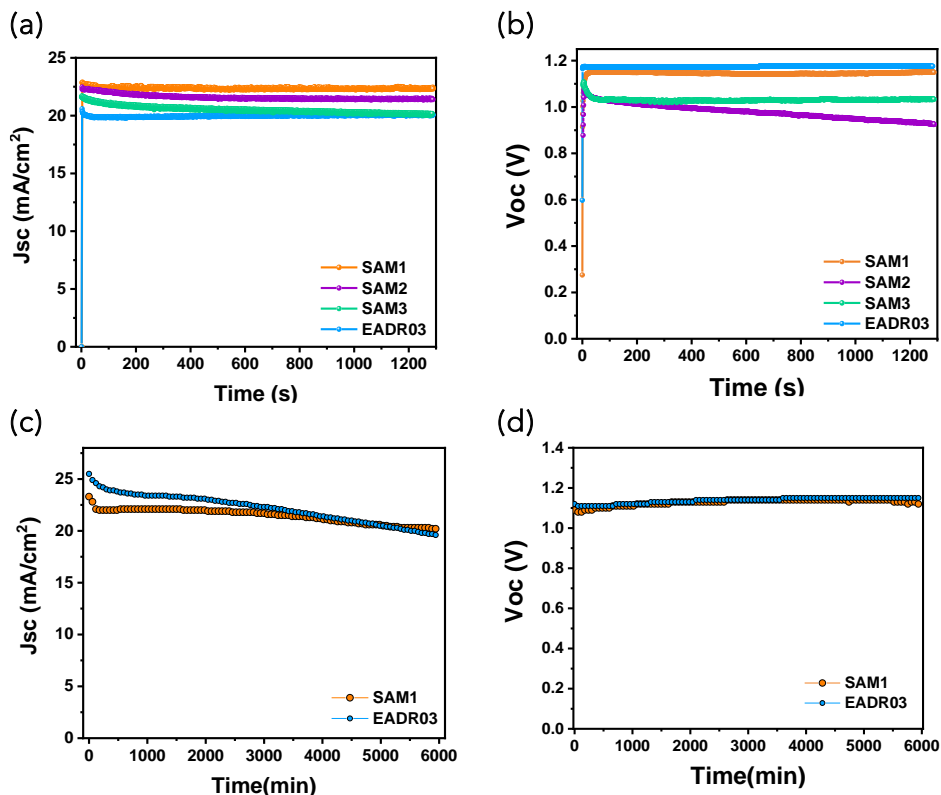 (a)
25
20
15
10
5
0
Jsc (mA/cm²)
0 200 400 600 800 1000 1200
Time (s)
SAM1
SAM2
SAM3
EADR03
(b)
1.2
1.0
0.8
0.6
0.4
0.2
0.0
Voc (V)
0 200 400 600 800 1000 1200
Time (s)
SAM1
SAM2
SAM3
EADR03
(c)
25
20
15
10
5
0
Jsc (mA/cm²)
0 1000 2000 3000 4000 5000 6000
Time(min)
SAM1
EADR03
(d)
1.4
1.2
1.0
0.8
0.6
0.4
0.2
0.0
Voc (V)
0 1000 2000 3000 4000 5000 6000
Time(min)
SAM1
EADR03